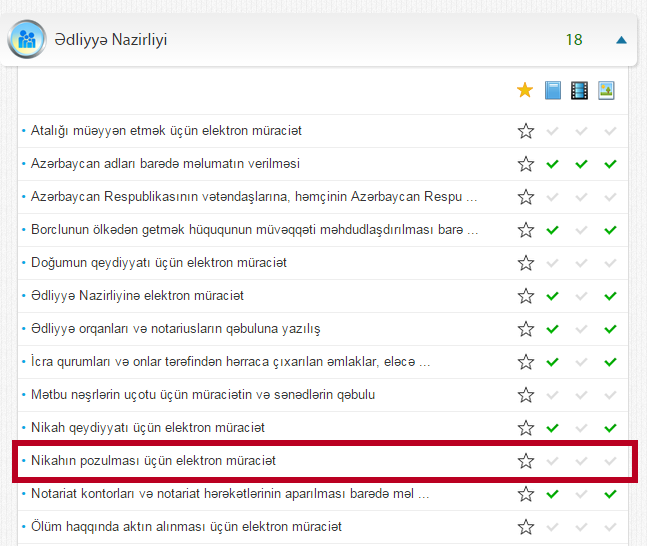 Ədliyyə Nazirliyi 18
Atalığı müəyyən etmək üçün elektron müraciət
Azərbaycan adları barədə məlumatın verilməsi
Azərbaycan Respublikasının vətəndaşlarına, həmçinin Azərbaycan Respu ...
Borclunun ölkədən getmək hüququnun müvəqqəti məhdudlaşdırılması barə ...
Doğumun qeydiyyatı üçün elektron müraciət
Ədliyyə Nazirliyinə elektron müraciət
Ədliyyə orqanları və notariusların qəbuluna yazılış
İcra qurumları və onlar tərəfindən hərraca çıxarılan əmlaklar, eləcə ...
Mətbu nəşrlərin uçotu üçün müraciətin və sənədlərin qəbulu
Nikah qeydiyyatı üçün elektron müraciət
Nikahın pozulması üçün elektron müraciət
Notariat kontorları və notariat hərəkətlərinin aparılması barədə məl ...
Ölüm haqqında aktın alınması üçün elektron müraciət